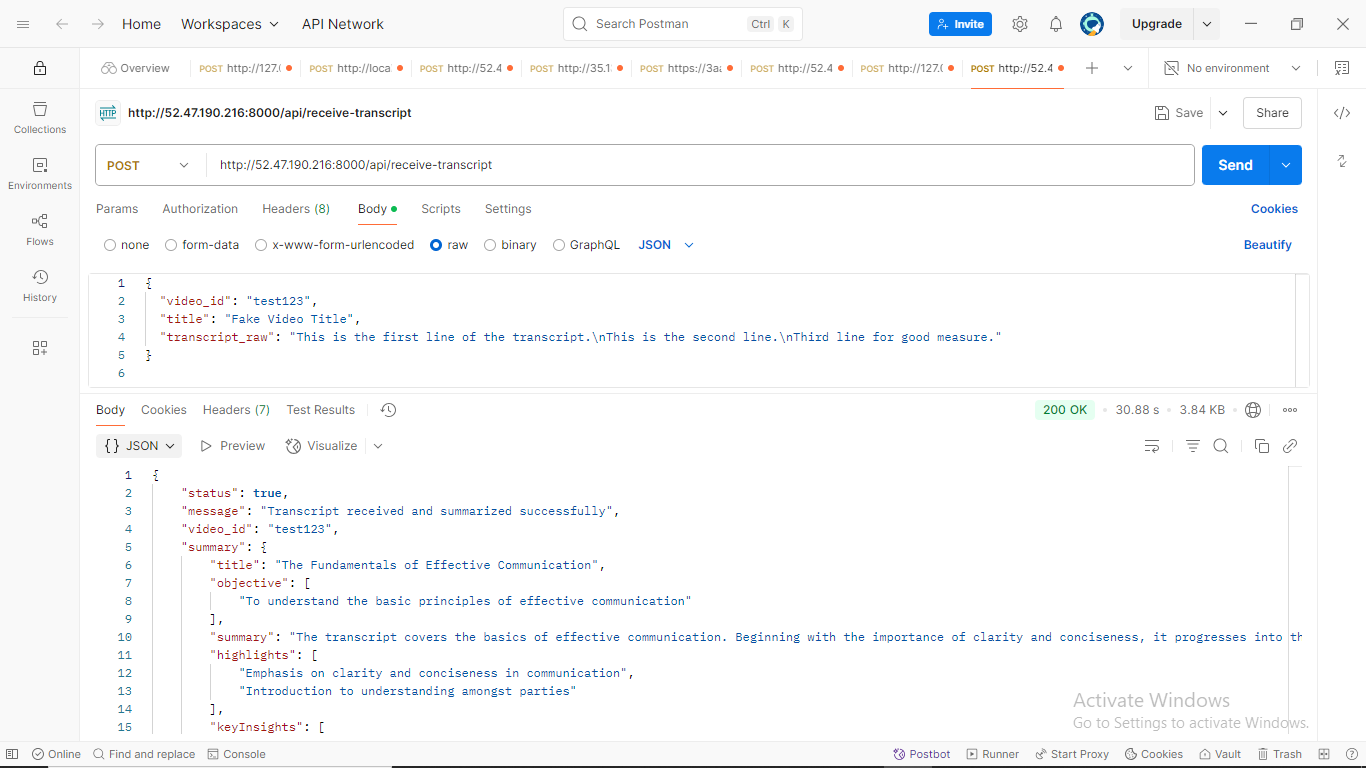 Home Workspaces API Network Search Postman Ctrl K Invite Upgrade
Overview POST http://127.( POST http://loca. POST http://52.4 POST http://35.1 POST https://3aa POST http://52.4 POST http://127.( POST http://52.4 No environment
HTTP http://52.47.190.216:8000/api/receive-transcript Save Share
Collections
Environments
Flows
History
POST http://52.47.190.216:8000/api/receive-transcript Send
Params Authorization Headers (8) Body Scripts Settings Cookies
none form-data x-www-form-urlencoded raw binary GraphQL JSON Beautify
1 {
2 "video_id": "test123",
3 "title": "Fake Video Title",
4 "transcript_raw": "This is the first line of the transcript.\nThis is the second line.\nThird line for good measure."
5 }
6
Body Cookies Headers (7) Test Results 200 OK 30.88 s 3.84 KB
{} JSON Preview Visualize
1 {
2 "status": true,
3 "message": "Transcript received and summarized successfully",
4 "video_id": "test123",
5 "summary": {
6 "title": "The Fundamentals of Effective Communication",
7 "objective": [
8 "To understand the basic principles of effective communication"
9 ],
10 "summary": "The transcript covers the basics of effective communication. Beginning with the importance of clarity and conciseness, it progresses into th
11 "highlights": [
12 "Emphasis on clarity and conciseness in communication",
13 "Introduction to understanding amongst parties"
14 ],
15 "keyInsights": [
Activate Windows
Go to Settings to activate Windows.
Online Find and replace Console Postbot Runner Start Proxy Cookies Vault Trash